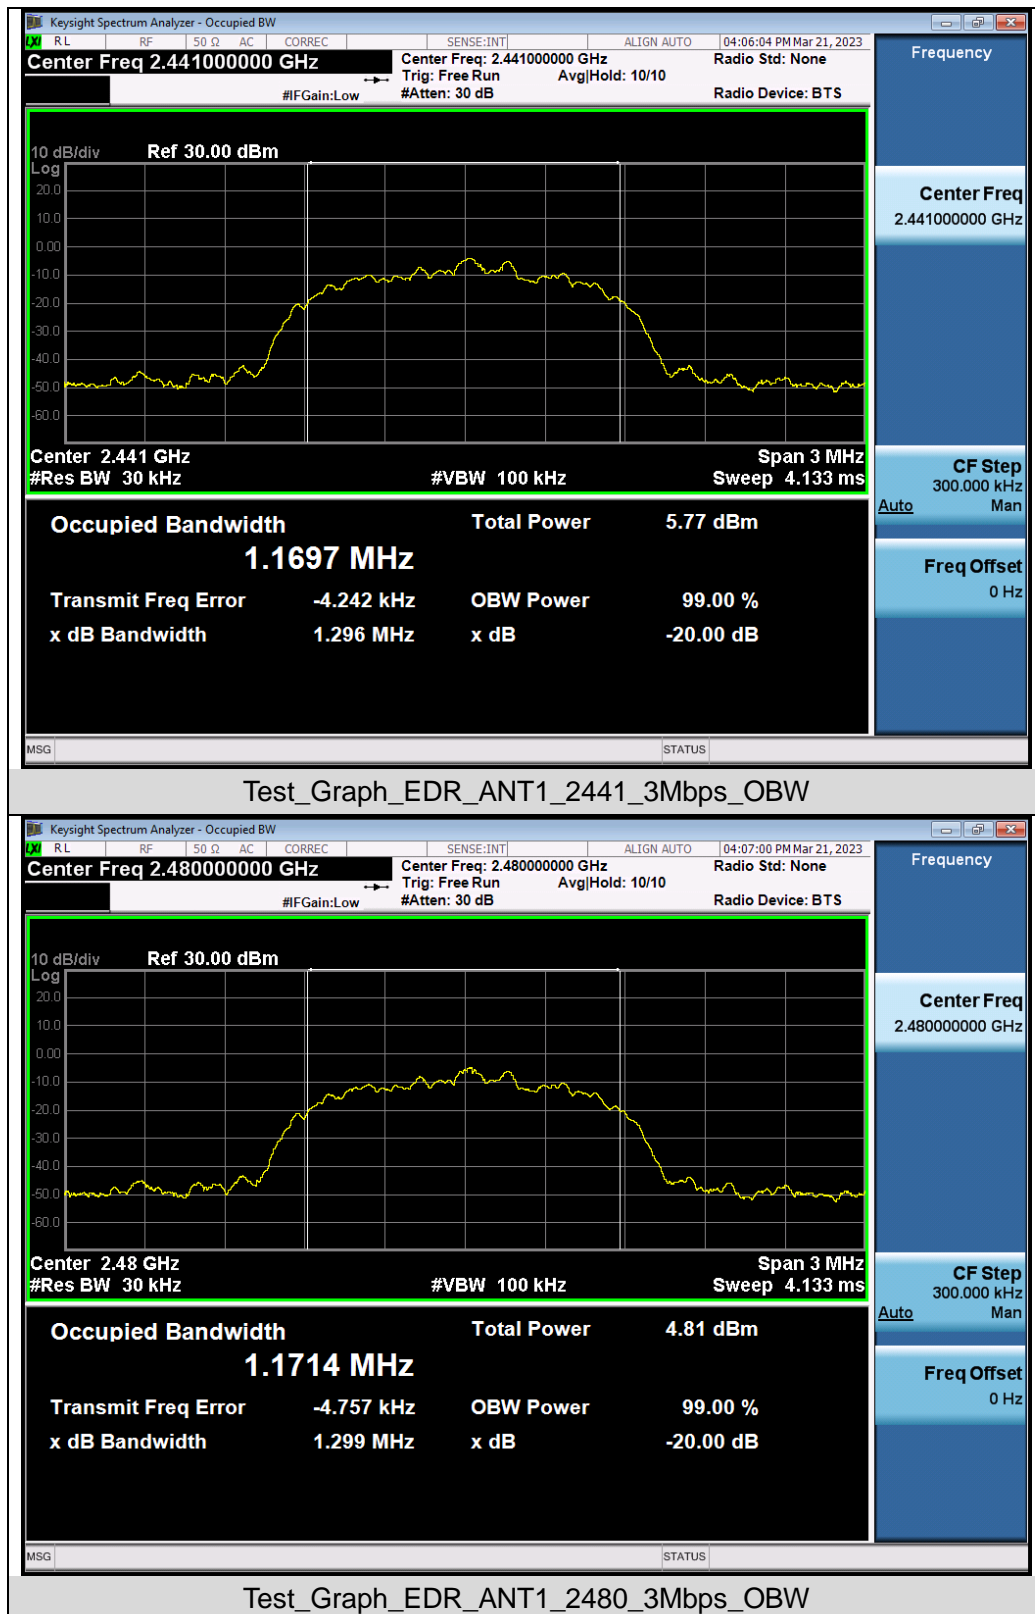 Keysight Spectrum Analyzer - Occupied BW
LXI RL RF 50 Ω AC CORREC SENSE:INT ALIGN AUTO 04:06:04 PM Mar 21, 2023
Center Freq 2.441000000 GHz
Center Freq: 2.441000000 GHz Radio Std: None
Trig: Free Run Avg|Hold: 10/10
#IFGain:Low #Atten: 30 dB Radio Device: BTS
Frequency
10 dB/div Ref 30.00 dBm
Log
20.0
10.0
0.00
-10.0
-20.0
-30.0
-40.0
-50.0
-60.0
Center Freq
2.441000000 GHz
Center 2.441 GHz Span 3 MHz
#Res BW 30 kHz #VBW 100 kHz Sweep 4.133 ms
CF Step
300.000 kHz
Auto Man
Occupied Bandwidth Total Power 5.77 dBm
1.1697 MHz
Transmit Freq Error -4.242 kHz OBW Power 99.00 %
x dB Bandwidth 1.296 MHz x dB -20.00 dB
Freq Offset
0 Hz
MSG STATUS
Test_Graph_EDR_ANT1_2441_3Mbps_OBW
Keysight Spectrum Analyzer - Occupied BW
LXI RL RF 50 Ω AC CORREC SENSE:INT ALIGN AUTO 04:07:00 PM Mar 21, 2023
Center Freq 2.480000000 GHz
Center Freq: 2.480000000 GHz Radio Std: None
Trig: Free Run Avg|Hold: 10/10
#IFGain:Low #Atten: 30 dB Radio Device: BTS
Frequency
10 dB/div Ref 30.00 dBm
Log
20.0
10.0
0.00
-10.0
-20.0
-30.0
-40.0
-50.0
-60.0
Center Freq
2.480000000 GHz
Center 2.48 GHz Span 3 MHz
#Res BW 30 kHz #VBW 100 kHz Sweep 4.133 ms
CF Step
300.000 kHz
Auto Man
Occupied Bandwidth Total Power 4.81 dBm
1.1714 MHz
Transmit Freq Error -4.757 kHz OBW Power 99.00 %
x dB Bandwidth 1.299 MHz x dB -20.00 dB
Freq Offset
0 Hz
MSG STATUS
Test_Graph_EDR_ANT1_2480_3Mbps_OBW